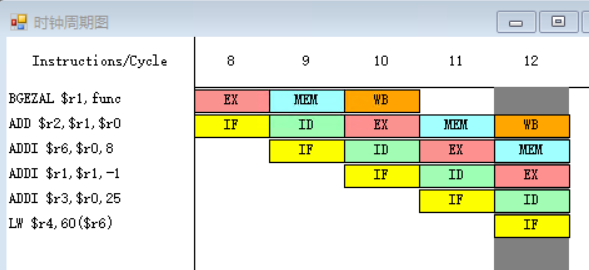 时钟周期图
Instructions/Cycle 8 9 10 11 12
BGEZAL $r1,func EX MEM WB
ADD $r2,$r1,$r0 IF ID EX MEM WB
ADDI $r6,$r0,8 IF ID EX MEM
ADDI $r1,$r1,-1 IF ID EX
ADDI $r3,$r0,25 IF ID
LW $r4,60($r6) IF